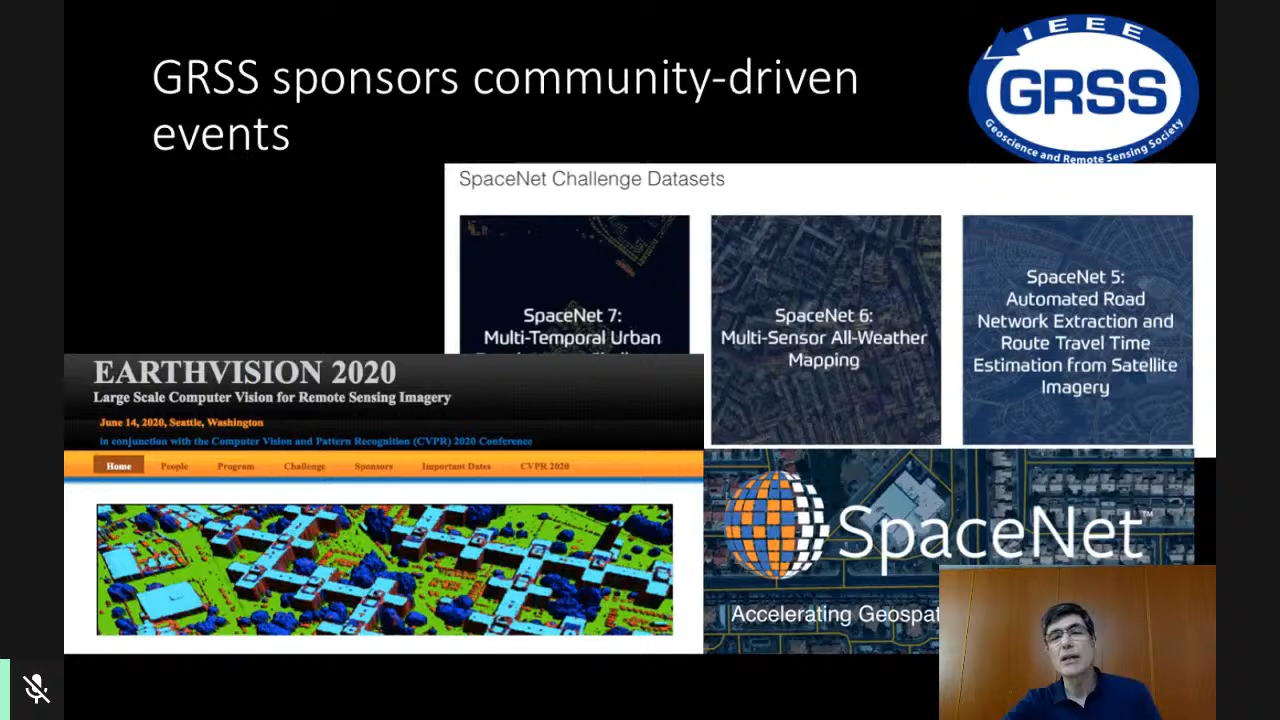 GRSS sponsors community-driven
events
IEEE
GRSS
Geoscience and Remote Sensing Society
SpaceNet Challenge Datasets
SpaceNet 7:
Multi-Temporal Urban
SpaceNet 6:
Multi-Sensor All-Weather
Mapping
SpaceNet 5:
Automated Road
Network Extraction and
Route Travel Time
Estimation from Satellite
Imagery
EARTHVISION 2020
Large Scale Computer Vision for Remote Sensing Imagery
June 14, 2020, Seattle, Washington
in conjunction with the Computer Vision and Pattern Recognition (CVPR) 2020 Conference
Home People Program Challenge Sponsors Important Dates CVPR 2020
SpaceNet™
Accelerating Geospat